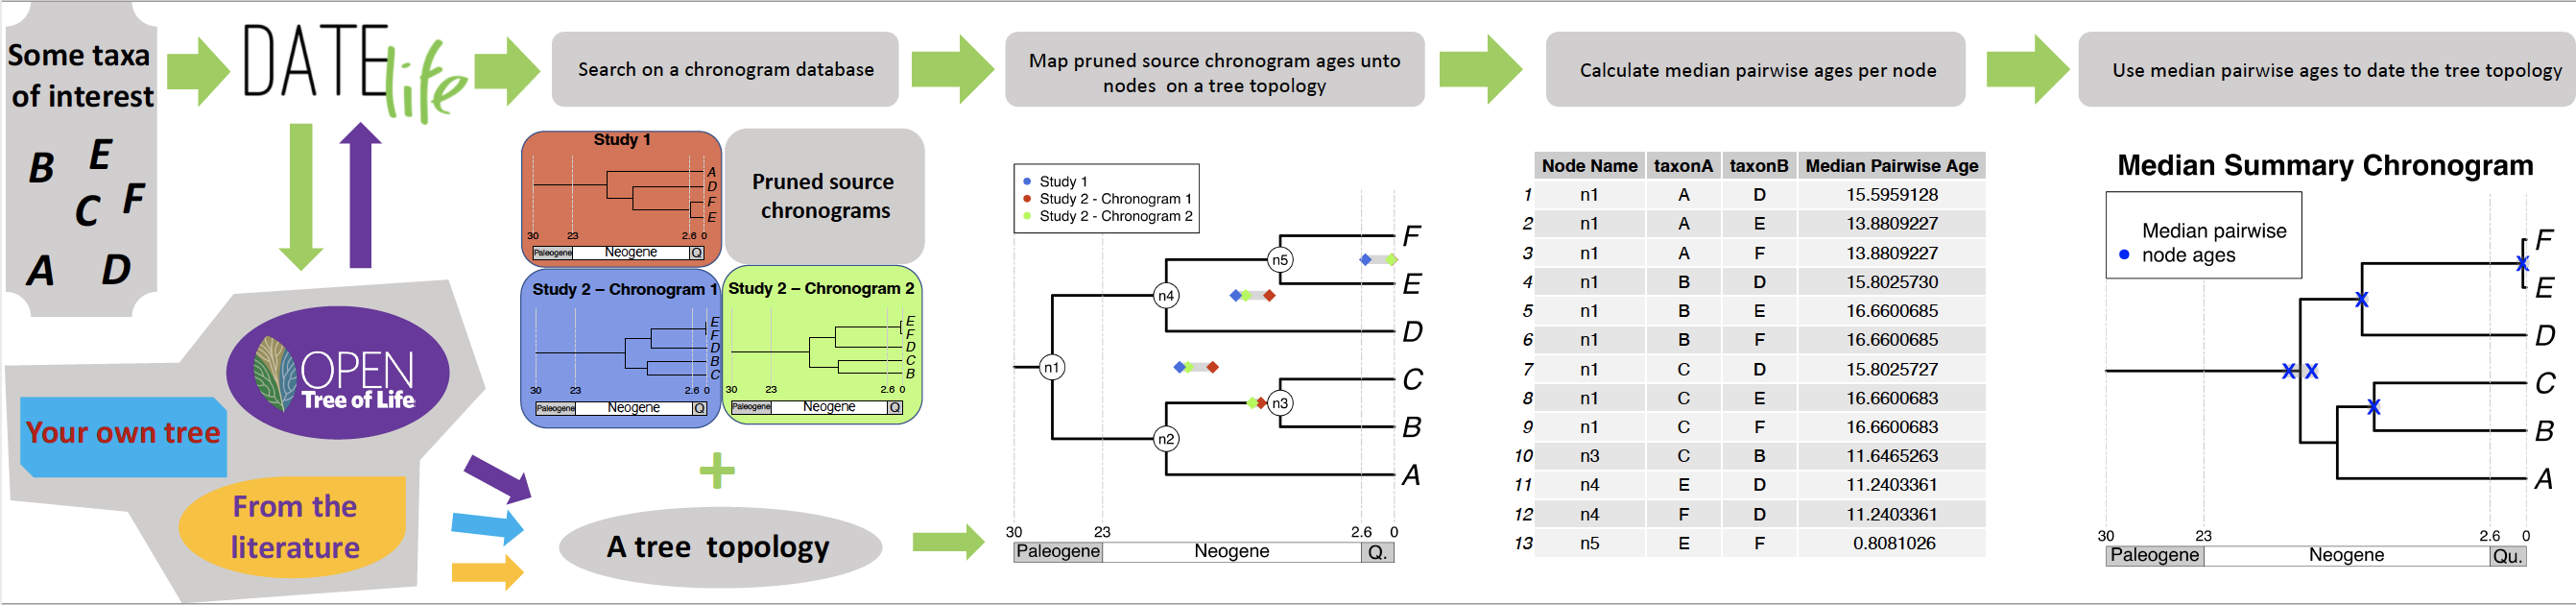 Some taxa
of interest
B E
C F
A D
DATE
life
Search on a chronogram database
Map pruned source chronogram ages unto
nodes on a tree topology
Calculate median pairwise ages per node
Use median pairwise ages to date the tree topology
OPEN
Tree of Life
Your own tree
From the
literature
Study 1
A
D
F
E
30 23 2.6 0
Paleogene Neogene Q
Pruned source
chronograms
Study 2 – Chronogram 1
E
F
D
B
C
30 23 2.6 0
Paleogene Neogene Q
Study 2 – Chronogram 2
E
F
D
C
B
30 23 2.6 0
Paleogene Neogene Q
+
A tree topology
Study 1
Study 2 - Chronogram 1
Study 2 - Chronogram 2
F
n5
E
n4
D
n1
C
n3
B
n2
A
30 23 2.6 0
Paleogene Neogene Q.
Node Name taxonA taxonB Median Pairwise Age
1 n1 A D 15.5959128
2 n1 A E 13.8809227
3 n1 A F 13.8809227
4 n1 B D 15.8025730
5 n1 B E 16.6600685
6 n1 B F 16.6600685
7 n1 C D 15.8025727
8 n1 C E 16.6600683
9 n1 C F 16.6600683
10 n3 C B 11.6465263
11 n4 E D 11.2403361
12 n4 F D 11.2403361
13 n5 E F 0.8081026
Median Summary Chronogram
Median pairwise
node ages
F
E
D
C
B
A
30 23 2.6 0
Paleogene Neogene Qu.